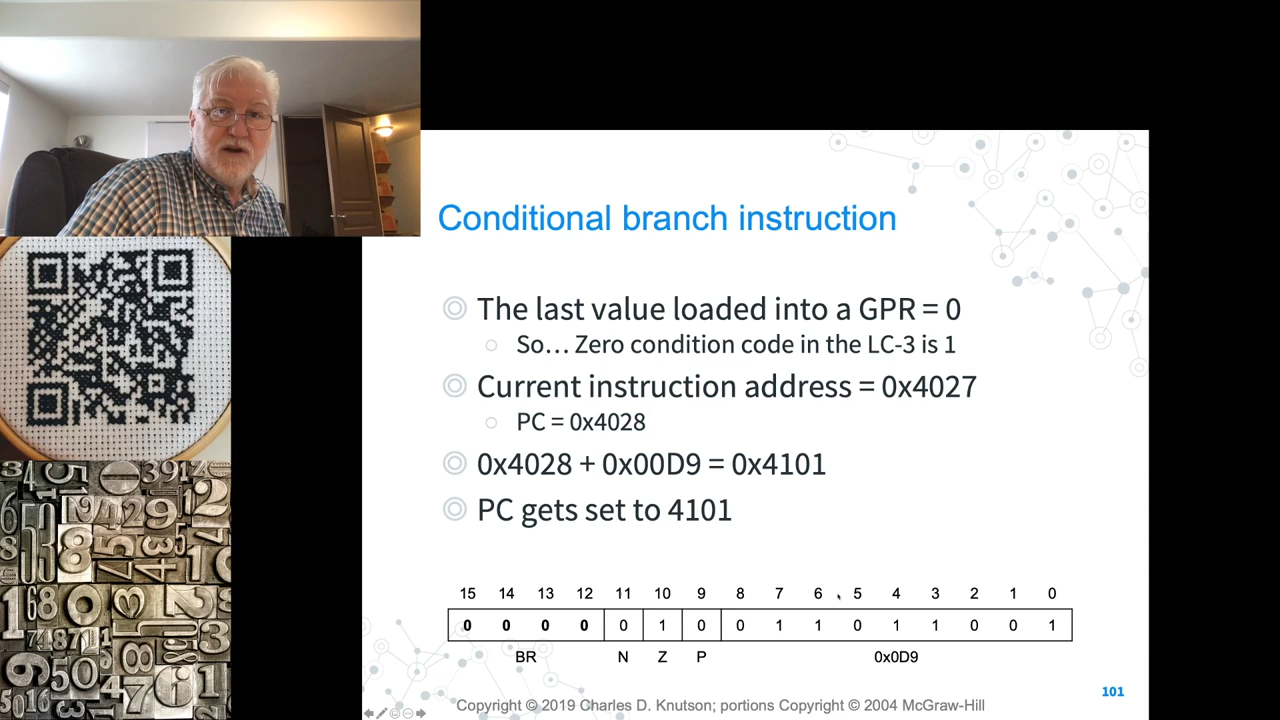 Conditional branch instruction
The last value loaded into a GPR = 0
So… Zero condition code in the LC-3 is 1
Current instruction address = 0x4027
PC = 0x4028
0x4028 + 0x00D9 = 0x4101
PC gets set to 4101
15 14 13 12 11 10 9 8 7 6 5 4 3 2 1 0
0 0 0 0 0 1 0 0 1 1 0 1 1 0 0 1
BR N Z P 0x0D9
101
Copyright © 2019 Charles D. Knutson; portions Copyright © 2004 McGraw-Hill